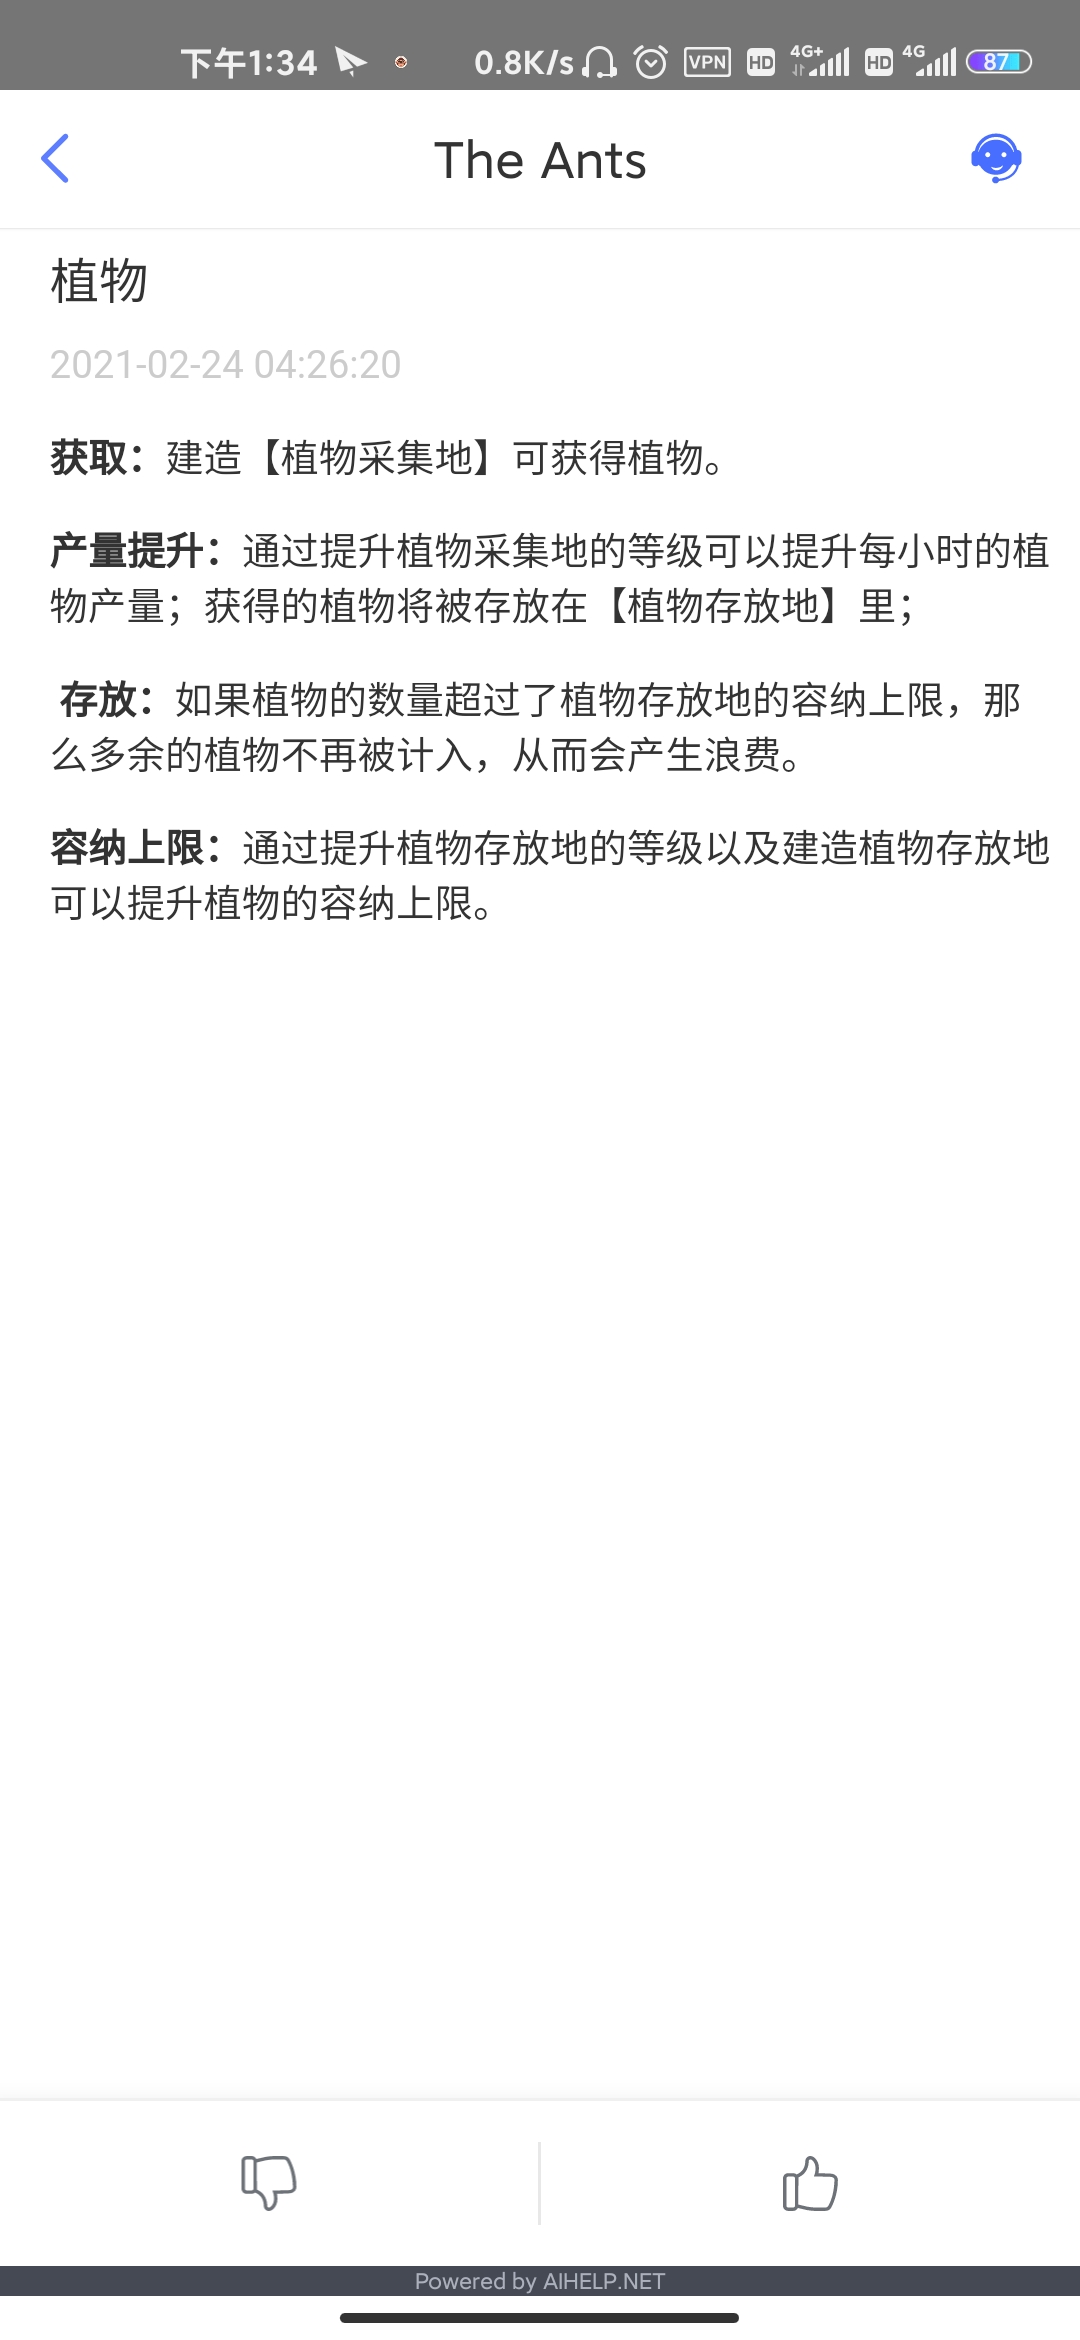 下午1:34 0.8K/s VPN HD 4G+ HD 4G 87
The Ants
植物
2021-02-24 04:26:20
获取：建造【植物采集地】可获得植物。
产量提升：通过提升植物采集地的等级可以提升每小时的植
物产量；获得的植物将被存放在【植物存放地】里；
存放：如果植物的数量超过了植物存放地的容纳上限，那
么多余的植物不再被计入，从而会产生浪费。
容纳上限：通过提升植物存放地的等级以及建造植物存放地
可以提升植物的容纳上限。
Powered by AIHELP.NET